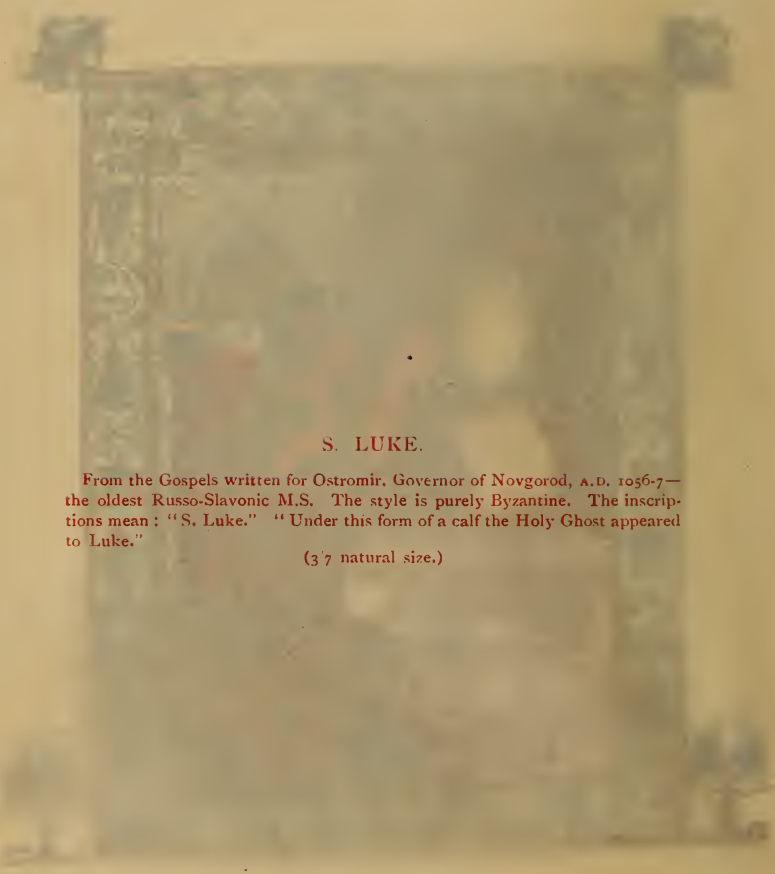 S. LUKE.
From the Gospels written for Ostromir, Governor of Novgorod, A.D. 1056-7—
the oldest Russo-Slavonic M.S. The style is purely Byzantine. The inscrip-
tions mean : “S. Luke.” “Under this form of a calf the Holy Ghost appeared
to Luke.”
(3/7 natural size.)